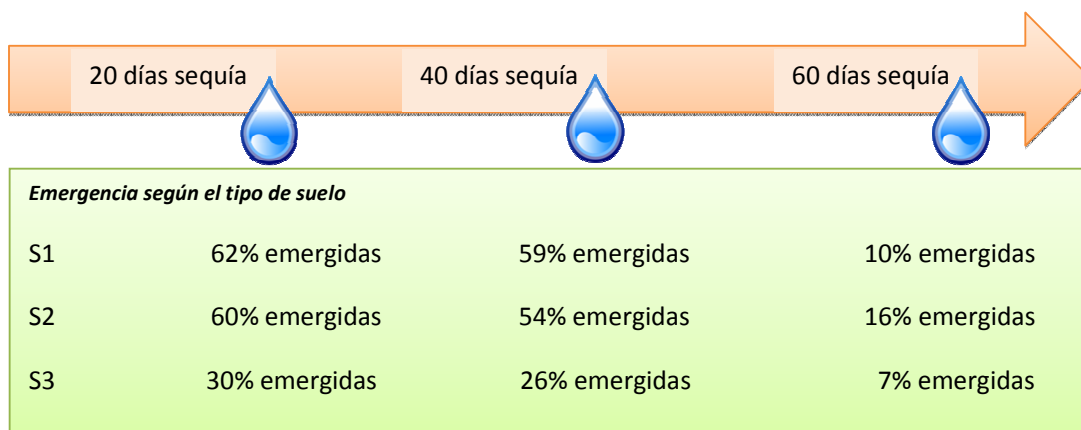 20 días sequía 40 días sequía 60 días sequía
Emergencia según el tipo de suelo
S1 62% emergidas 59% emergidas 10% emergidas
S2 60% emergidas 54% emergidas 16% emergidas
S3 30% emergidas 26% emergidas 7% emergidas